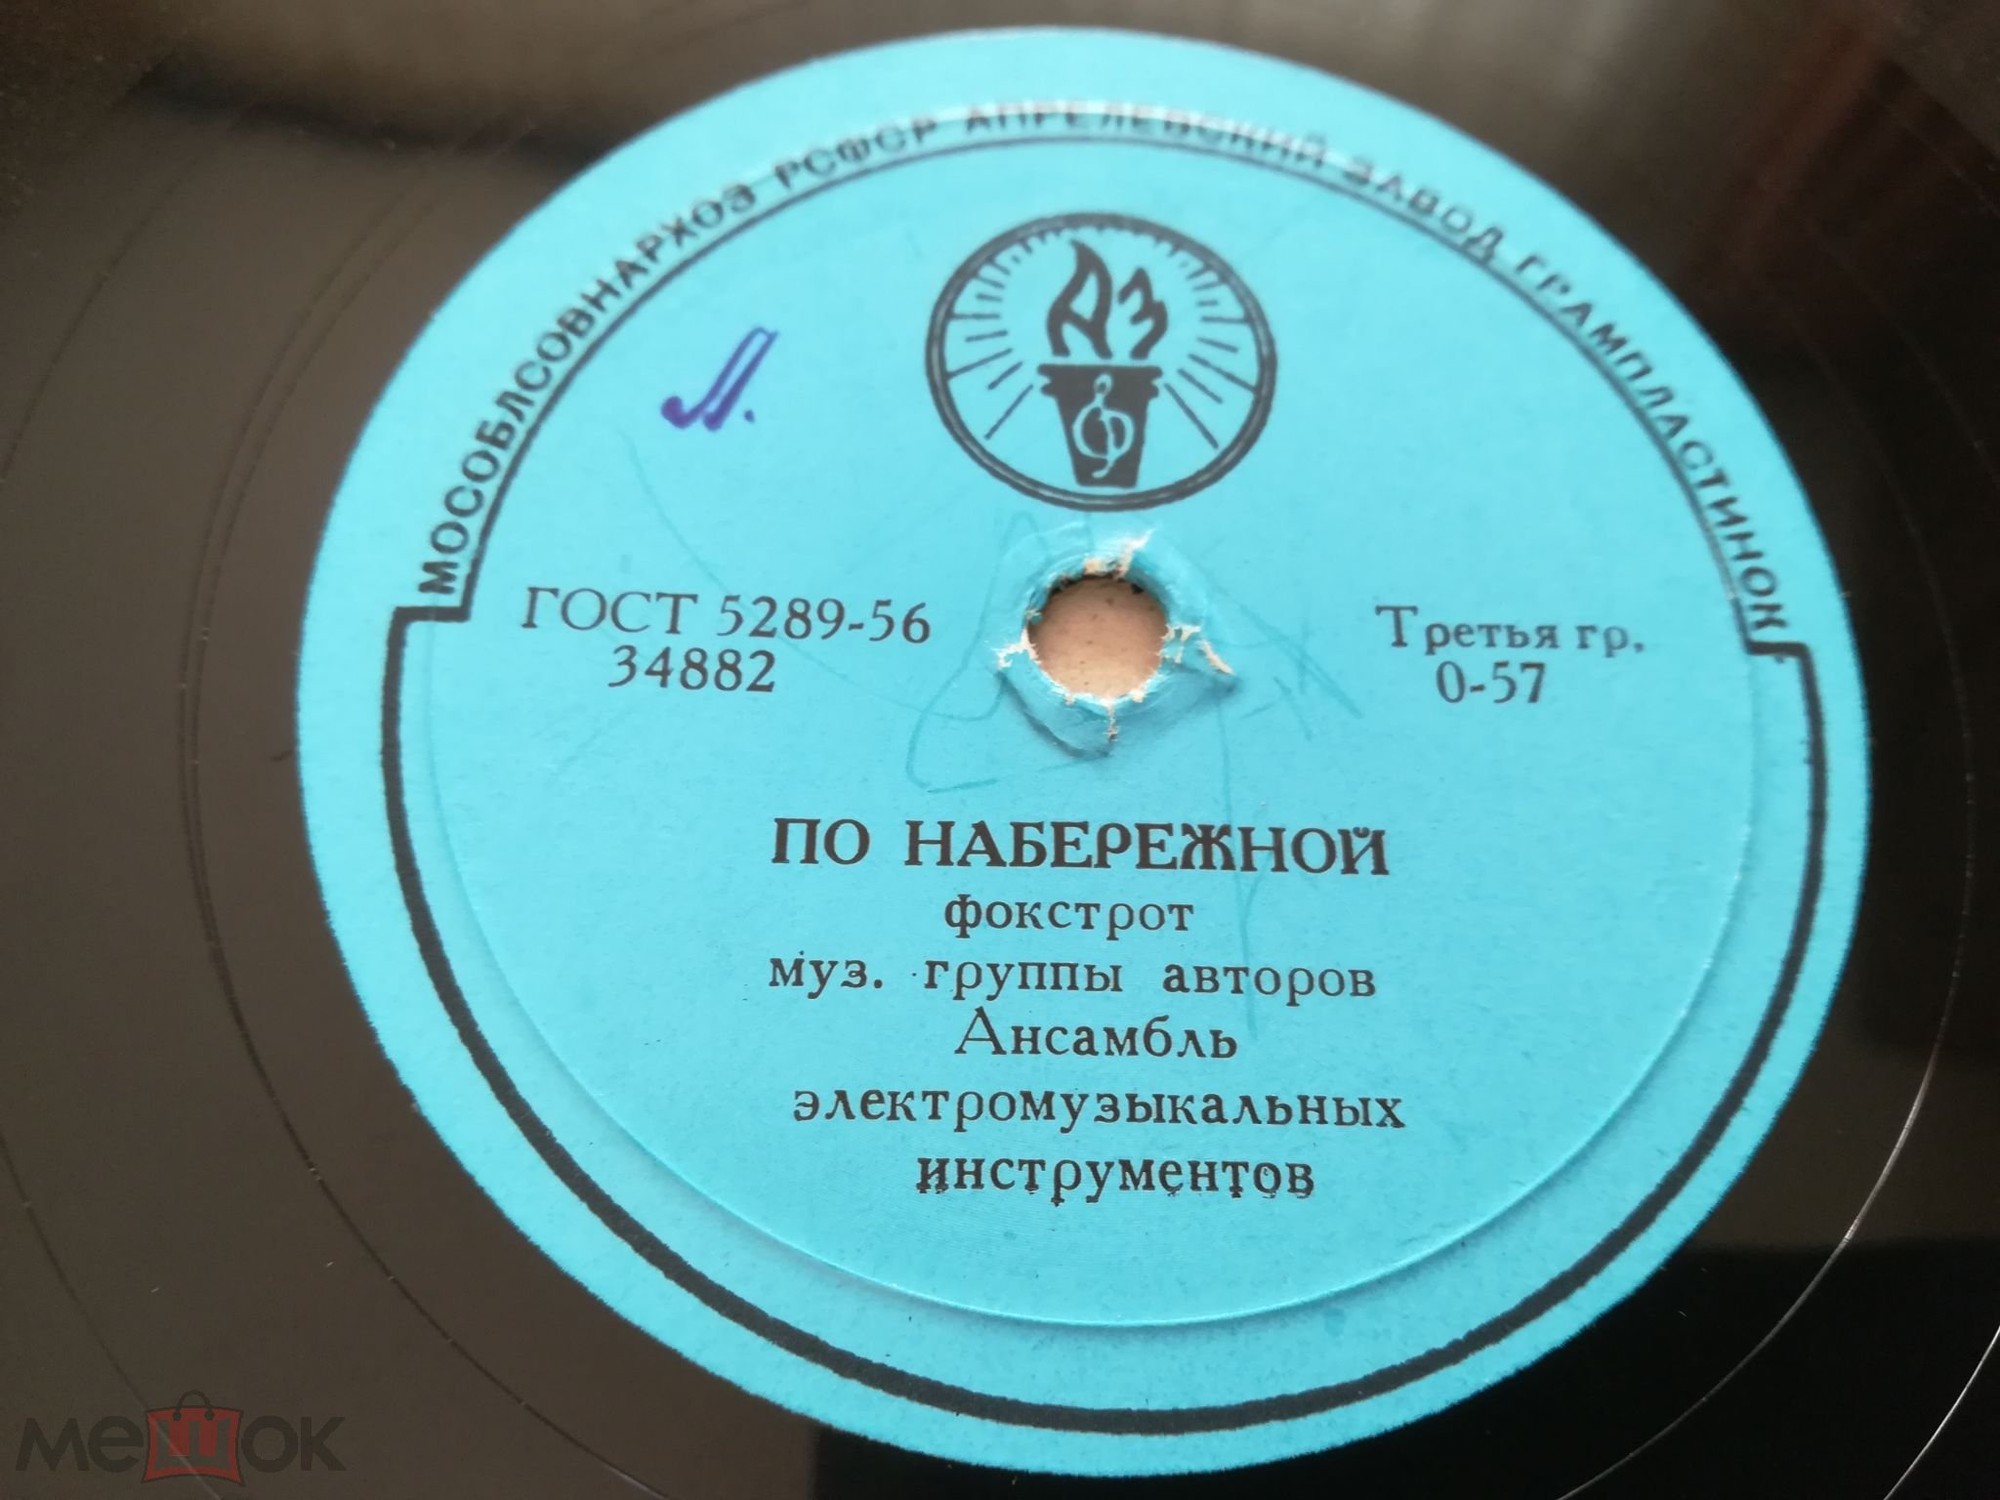 МОСОБЛСОВНАРХОЗ РСФСР АПРЕЛЕВСКИЙ ЗАВОД ГРАМПЛАСТИНОК
АЗ
Л.
ГОСТ 5289-56
34882
Третья гр.
0-57
ПО НАБЕРЕЖНОЙ
фокстрот
муз. группы авторов
Ансамбль
электромузыкальных
инструментов
мешок